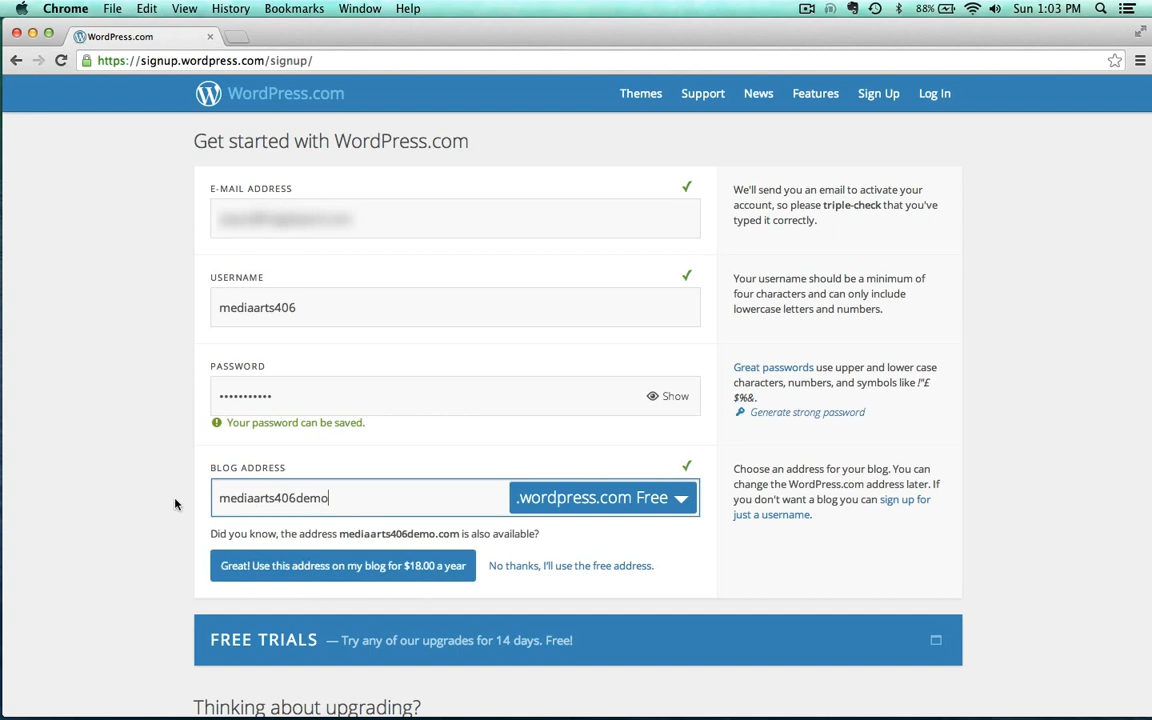 Chrome File Edit View History Bookmarks Window Help 88% Sun 1:03 PM
WordPress.com
https://signup.wordpress.com/signup/
WordPress.com Themes Support News Features Sign Up Log In
Get started with WordPress.com
E-MAIL ADDRESS
We'll send you an email to activate your
account, so please triple-check that you've
typed it correctly.
USERNAME
mediaarts406
Your username should be a minimum of
four characters and can only include
lowercase letters and numbers.
PASSWORD
••••••••••• Show
Your password can be saved.
Great passwords use upper and lower case
characters, numbers, and symbols like !"£
$%&.
Generate strong password
BLOG ADDRESS
mediaarts406demo .wordpress.com Free
Did you know, the address mediaarts406demo.com is also available?
Great! Use this address on my blog for $18.00 a year No thanks, I'll use the free address.
Choose an address for your blog. You can
change the WordPress.com address later. If
you don't want a blog you can sign up for
just a username.
FREE TRIALS — Try any of our upgrades for 14 days. Free!
Thinking about upgrading?